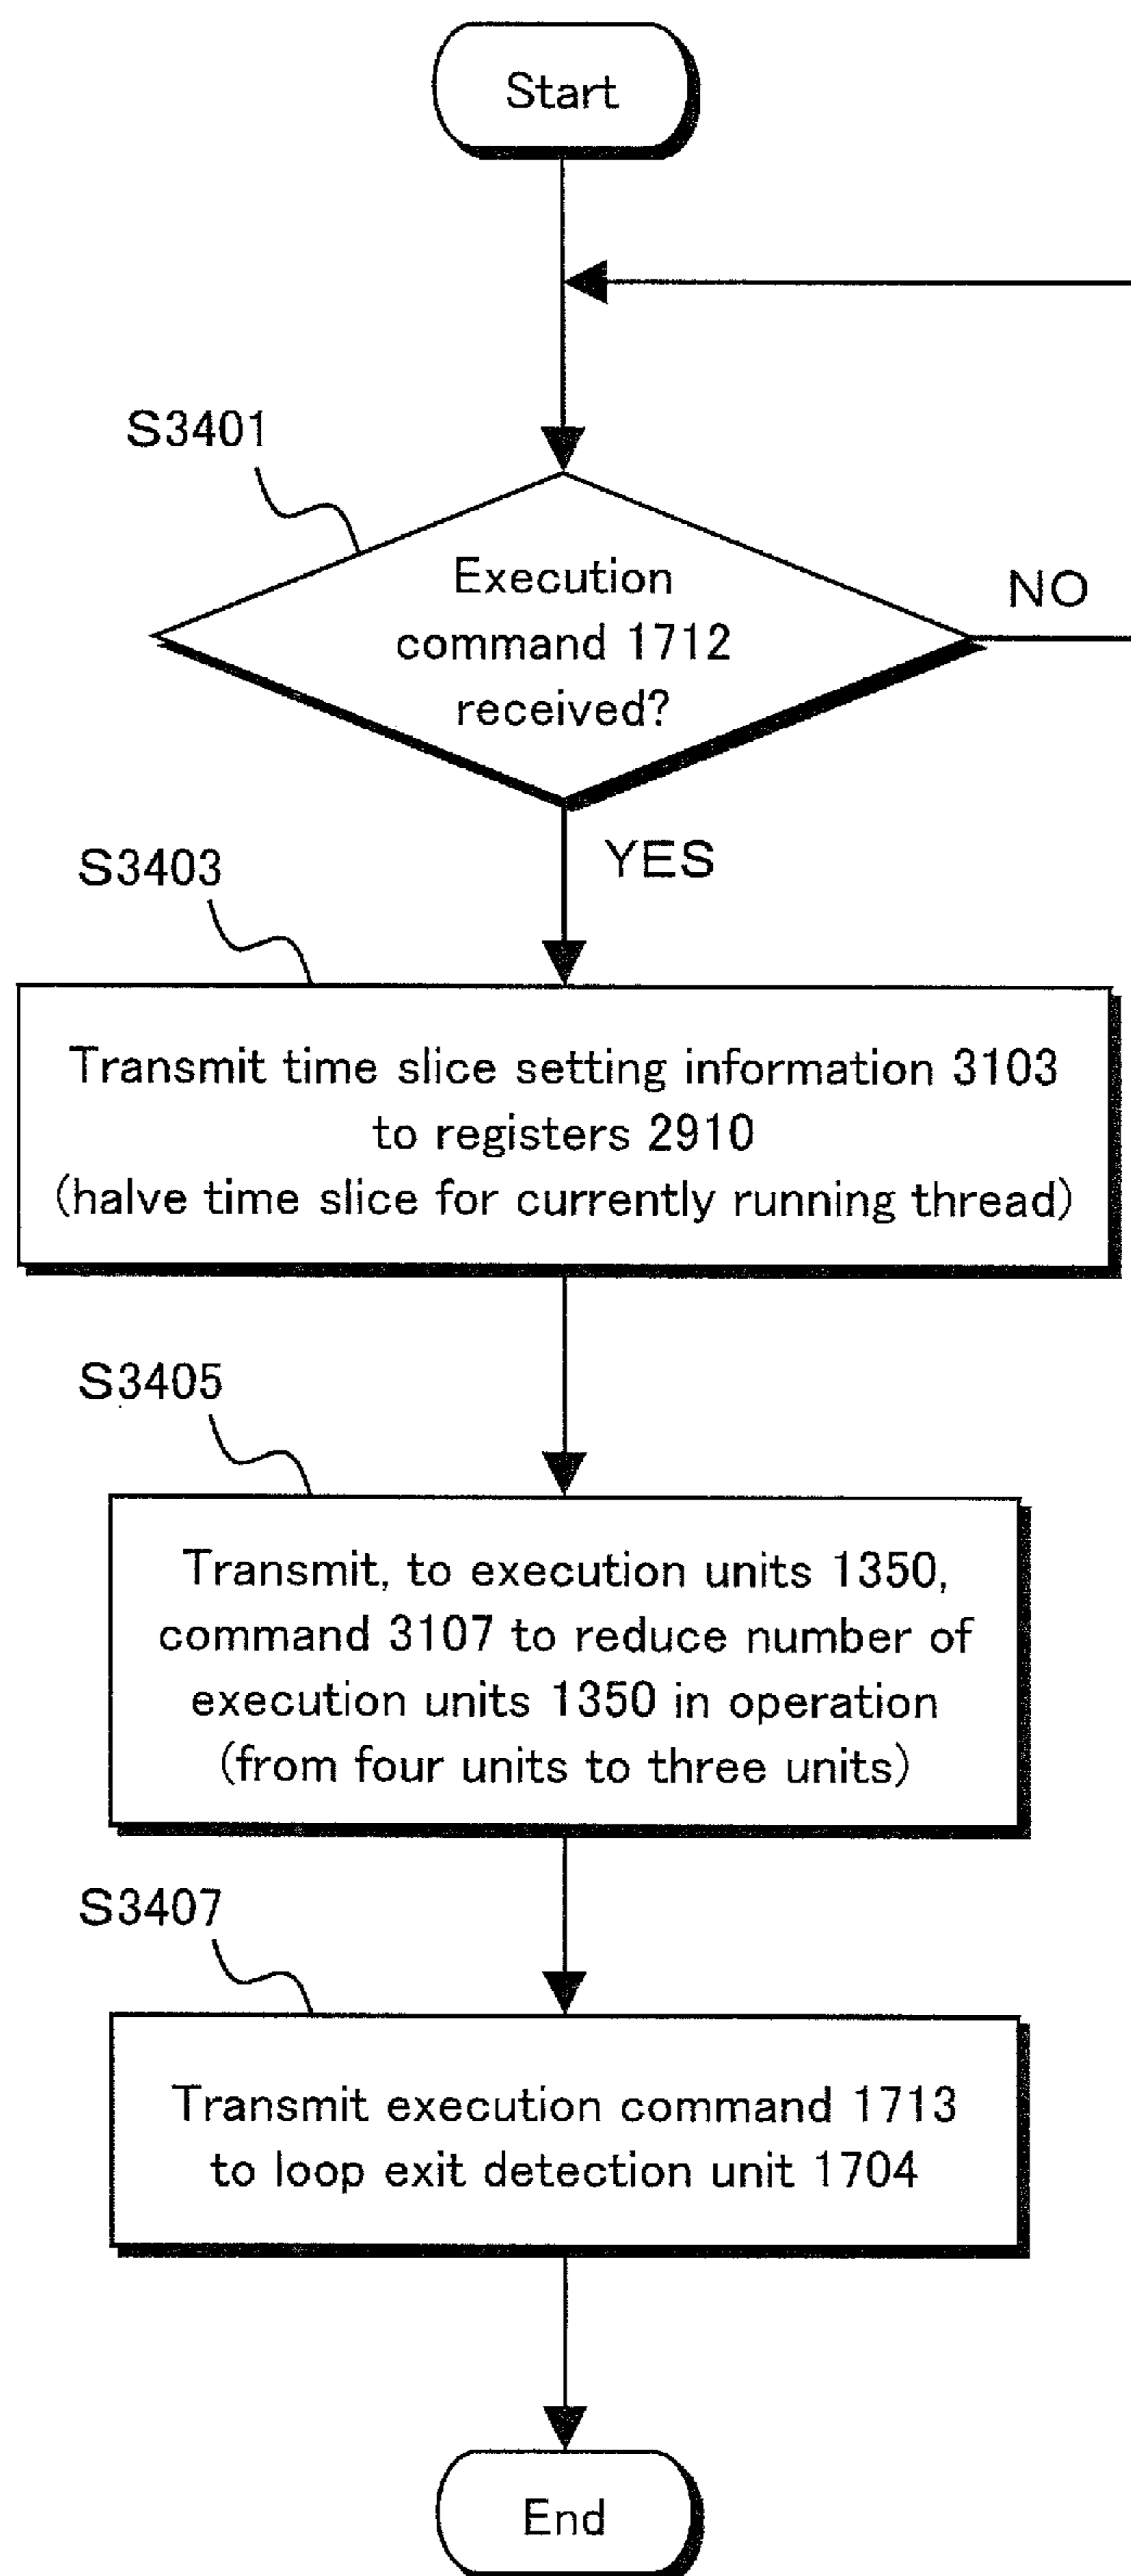 Start
S3401
Execution
command 1712
received?
NO
YES
S3403
Transmit time slice setting information 3103
to registers 2910
(halve time slice for currently running thread)
S3405
Transmit, to execution units 1350,
command 3107 to reduce number of
execution units 1350 in operation
(from four units to three units)
S3407
Transmit execution command 1713
to loop exit detection unit 1704
End